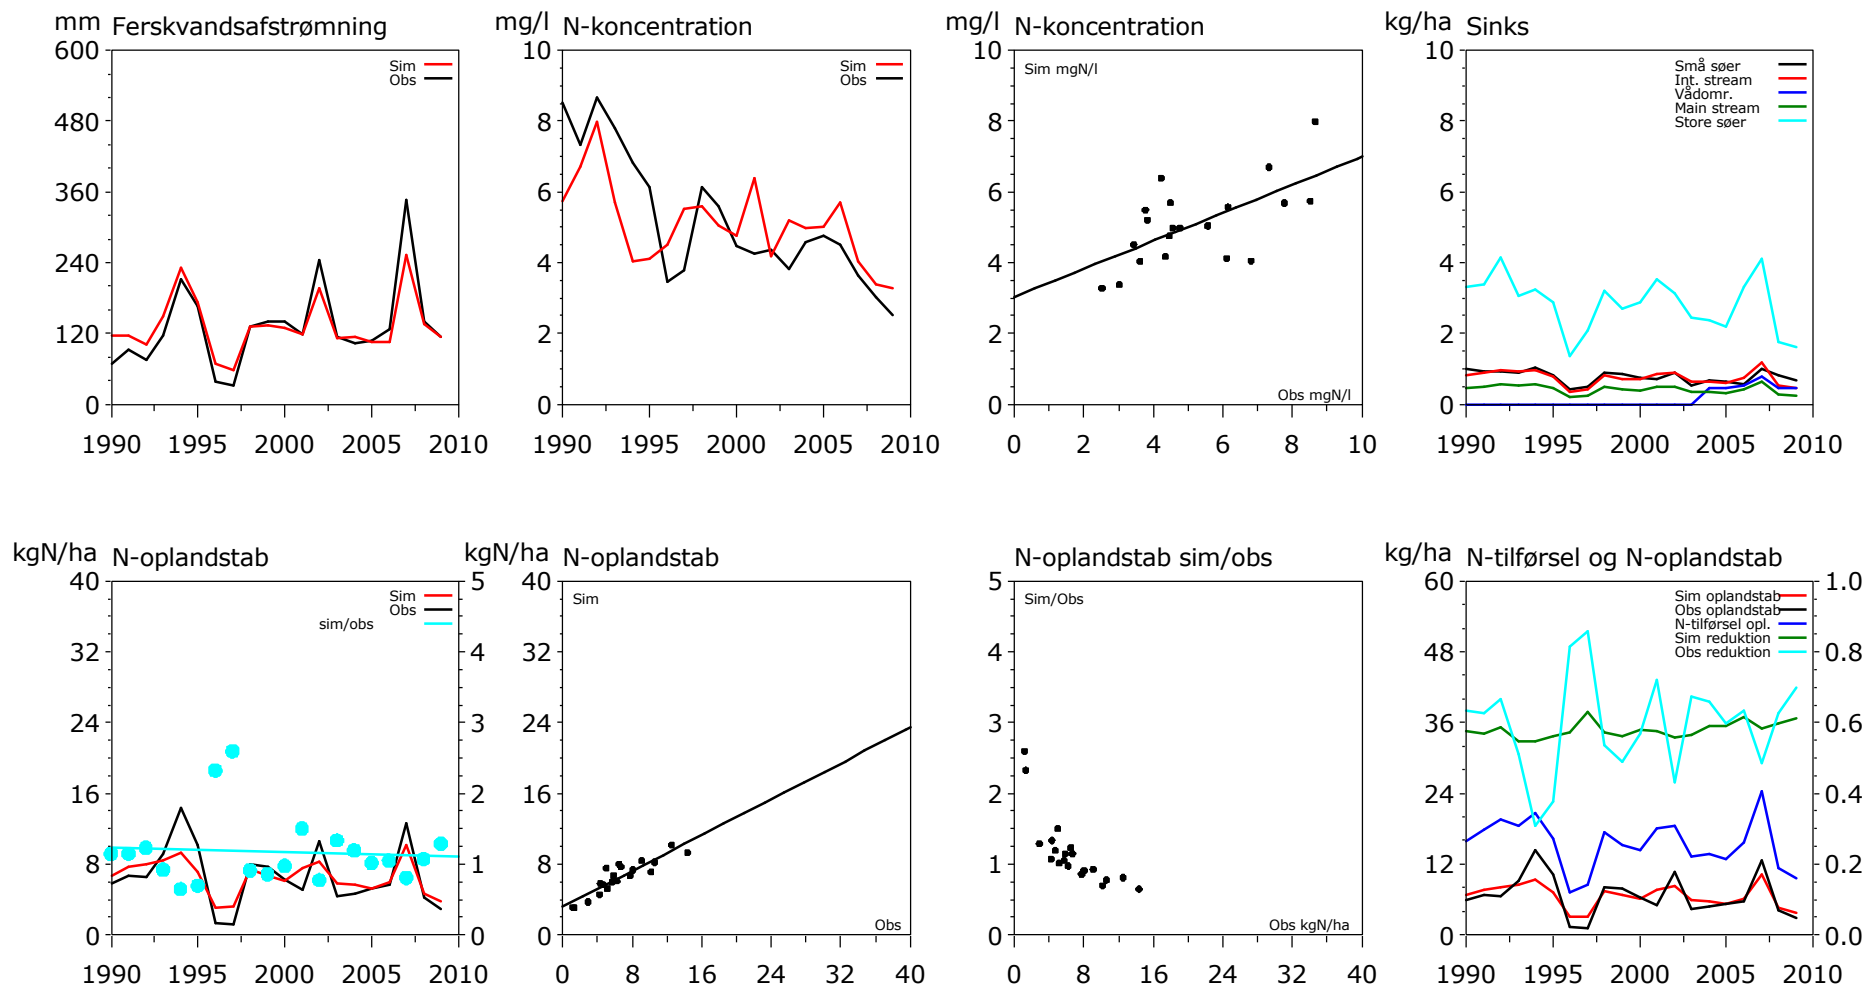 mm Ferskvandsafstrømning
600
480
360
240
120
0
Sim
Obs
1990 1995 2000 2005 2010
mg/l N-koncentration
10
8
6
4
2
0
Sim
Obs
1990 1995 2000 2005 2010
mg/l N-koncentration
10
8
6
4
2
0
Sim mgN/l
Obs mgN/l
0 2 4 6 8 10
kg/ha Sinks
10
8
6
4
2
0
Små søer
Int. stream
Vådomr.
Main stream
Store søer
1990 1995 2000 2005 2010
kgN/ha N-oplandstab
40
32
24
16
8
0
Sim
Obs
sim/obs
5
4
3
2
1
0
1990 1995 2000 2005 2010
kgN/ha N-oplandstab
40
32
24
16
8
0
Sim
Obs
0 8 16 24 32 40
N-oplandstab sim/obs
5
4
3
2
1
0
Sim/Obs
Obs kgN/ha
0 8 16 24 32 40
kg/ha N-tilførsel og N-oplandstab
60
48
36
24
12
0
Sim oplandstab
Obs oplandstab
N-tilførsel opl.
Sim reduktion
Obs reduktion
1.0
0.8
0.6
0.4
0.2
0.0
1990 1995 2000 2005 2010